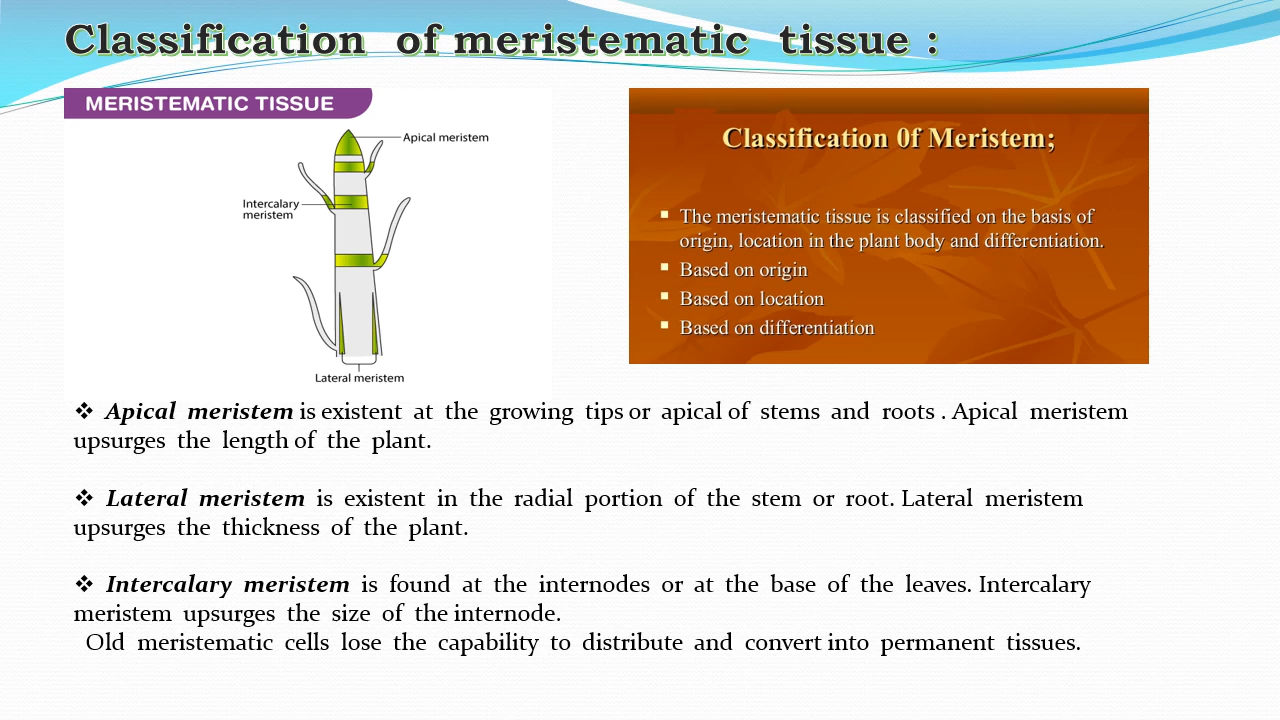 Classification of meristematic tissue :
MERISTEMATIC TISSUE
Apical meristem
Intercalary
meristem
Lateral meristem
Classification 0f Meristem;
▪ The meristematic tissue is classified on the basis of
origin, location in the plant body and differentiation.
▪ Based on origin
▪ Based on location
▪ Based on differentiation
❖ Apical meristem is existent at the growing tips or apical of stems and roots . Apical meristem
upsurges the length of the plant.
❖ Lateral meristem is existent in the radial portion of the stem or root. Lateral meristem
upsurges the thickness of the plant.
❖ Intercalary meristem is found at the internodes or at the base of the leaves. Intercalary
meristem upsurges the size of the internode.
Old meristematic cells lose the capability to distribute and convert into permanent tissues.